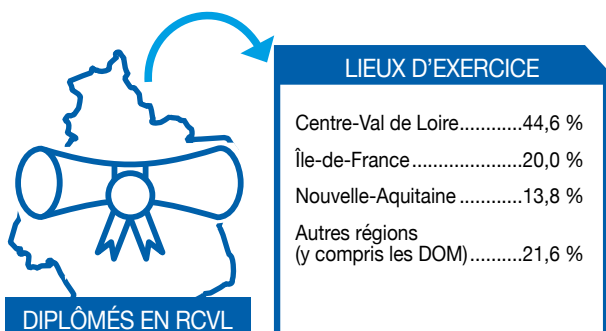 LIEUX D'EXERCICE
Centre-Val de Loire............44,6 %
Île-de-France...................20,0 %
Nouvelle-Aquitaine............13,8 %
Autres régions
(y compris les DOM)..........21,6 %
DIPLÔMÉS EN RCVL